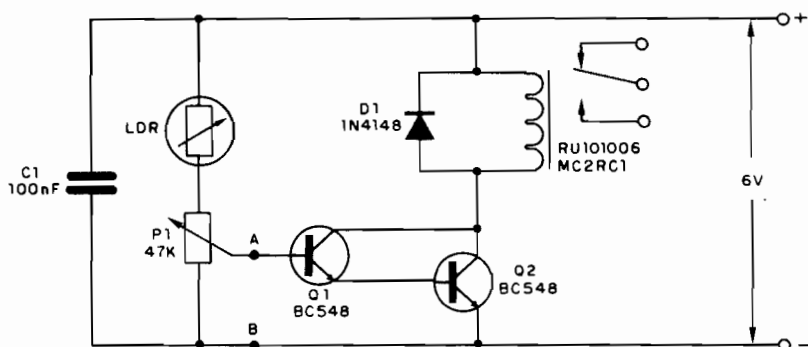 +
LDR
D1
1N4148
RU101006
MC2RC1
C1
100nF
6V
P1
47K
A
Q1
BC548
Q2
BC548
B
-